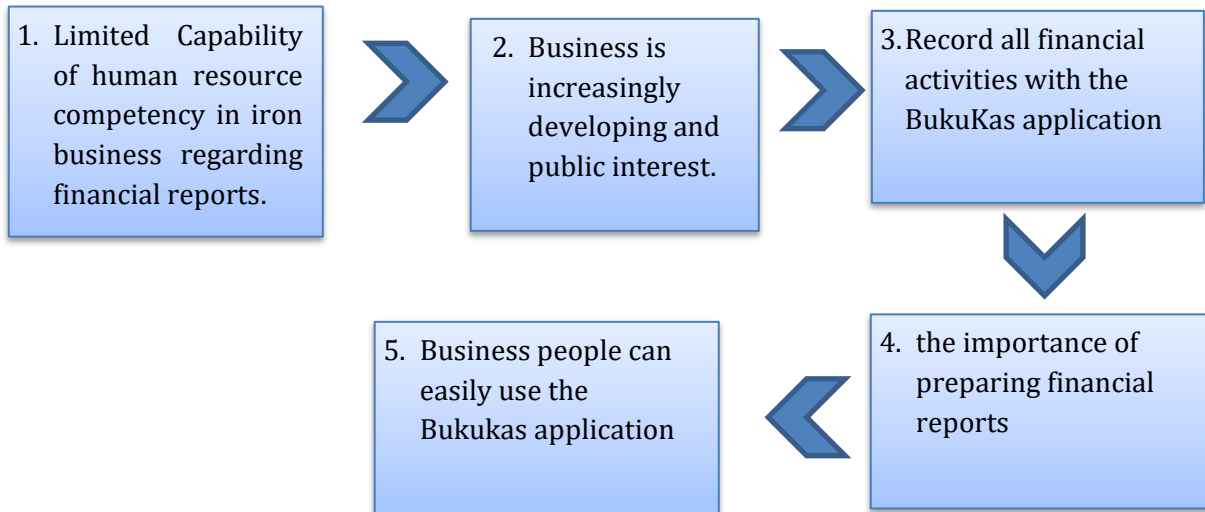 1. Limited Capability
of human resource
competency in iron
business regarding
financial reports.
2. Business is
increasingly
developing and
public interest.
3. Record all financial
activities with the
BukuKas application
4. the importance of
preparing financial
reports
5. Business people can
easily use the
Bukukas application